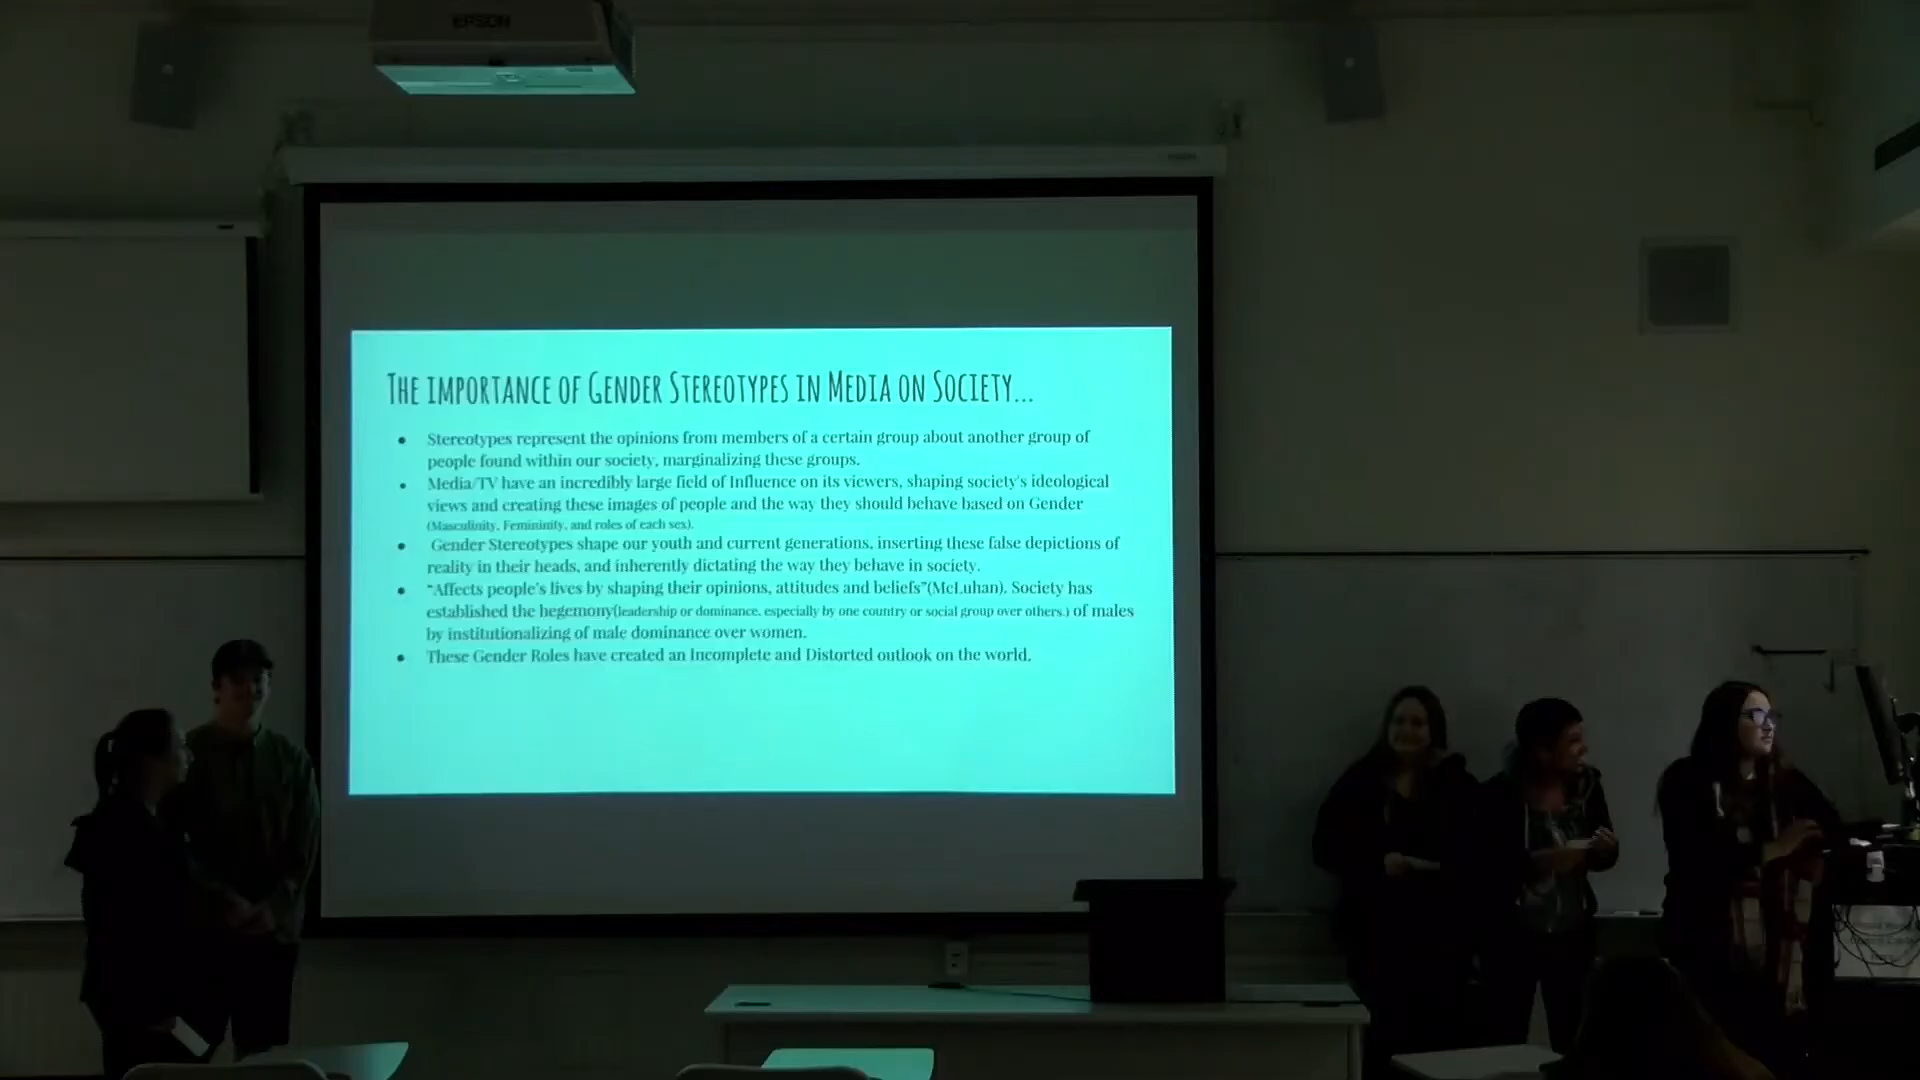 EPSON
The importance of Gender Stereotypes in Media on Society...
● Stereotypes represent the opinions from members of a certain group about another group of
people found within our society, marginalizing these groups.
● Media/TV have an incredibly large field of Influence on its viewers, shaping society's ideological
views and creating these images of people and the way they should behave based on Gender
(Masculinity, Femininity, and roles of each sex).
● Gender Stereotypes shape our youth and current generations, inserting these false depictions of
reality in their heads, and inherently dictating the way they behave in society.
● “Affects people's lives by shaping their opinions, attitudes and beliefs”(McLuhan). Society has
established the hegemony(leadership or dominance, especially by one country or social group over others.) of males
by institutionalizing of male dominance over women.
● These Gender Roles have created an Incomplete and Distorted outlook on the world.